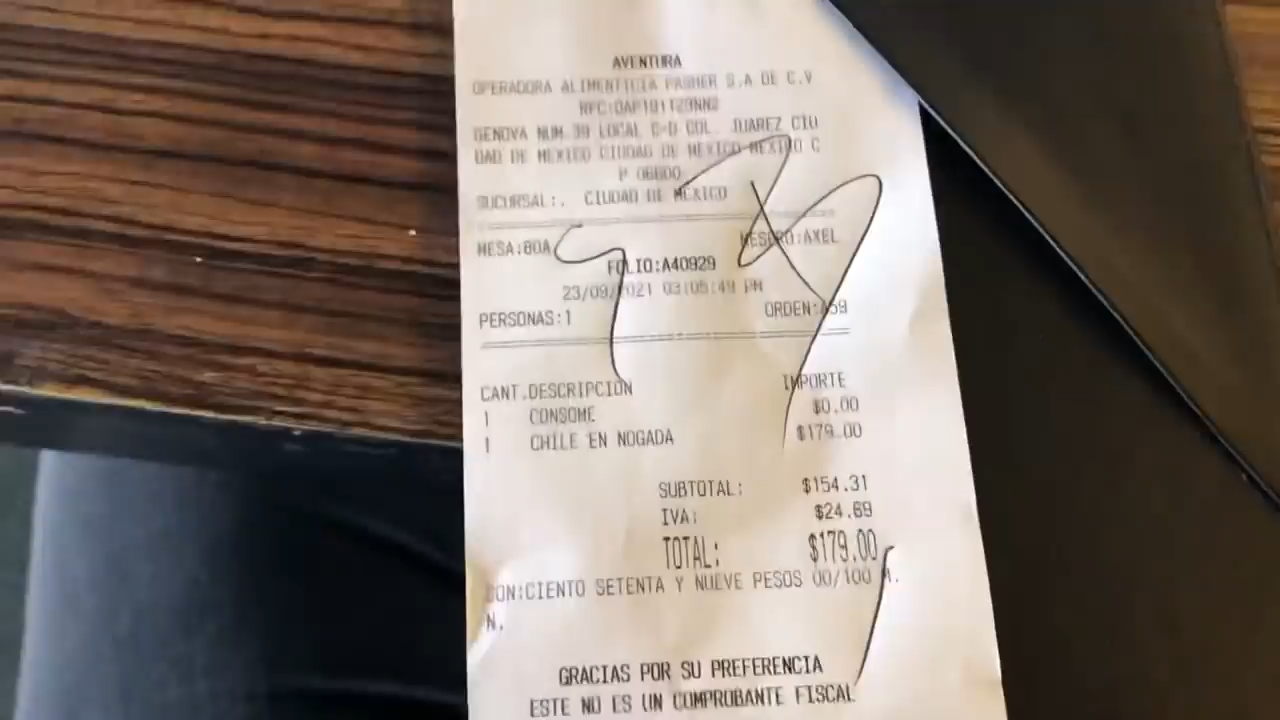 AVENTURA
OPERADORA ALIMENTICIA PASHER S.A DE C.V
GENOVA NUM.39 LOCAL C-D COL. JUAREZ CIU
DAD DE MEXICO CIUDAD DE MEXICO MEXICO C
P 06600
SUCURSAL:. CIUDAD DE MEXICO
MESA:80A MESERO:AXEL
FOLIO:A40929
23/09/2021 03:05:49 PM
PERSONAS:1 ORDEN:A59
CANT.DESCRIPCION IMPORTE
1 CONSOME $0.00
1 CHILE EN NOGADA $179.00
SUBTOTAL: $154.31
IVA: $24.69
TOTAL: $179.00
SON:CIENTO SETENTA Y NUEVE PESOS 00/100 M.
N.
GRACIAS POR SU PREFERENCIA
ESTE NO ES UN COMPROBANTE FISCAL